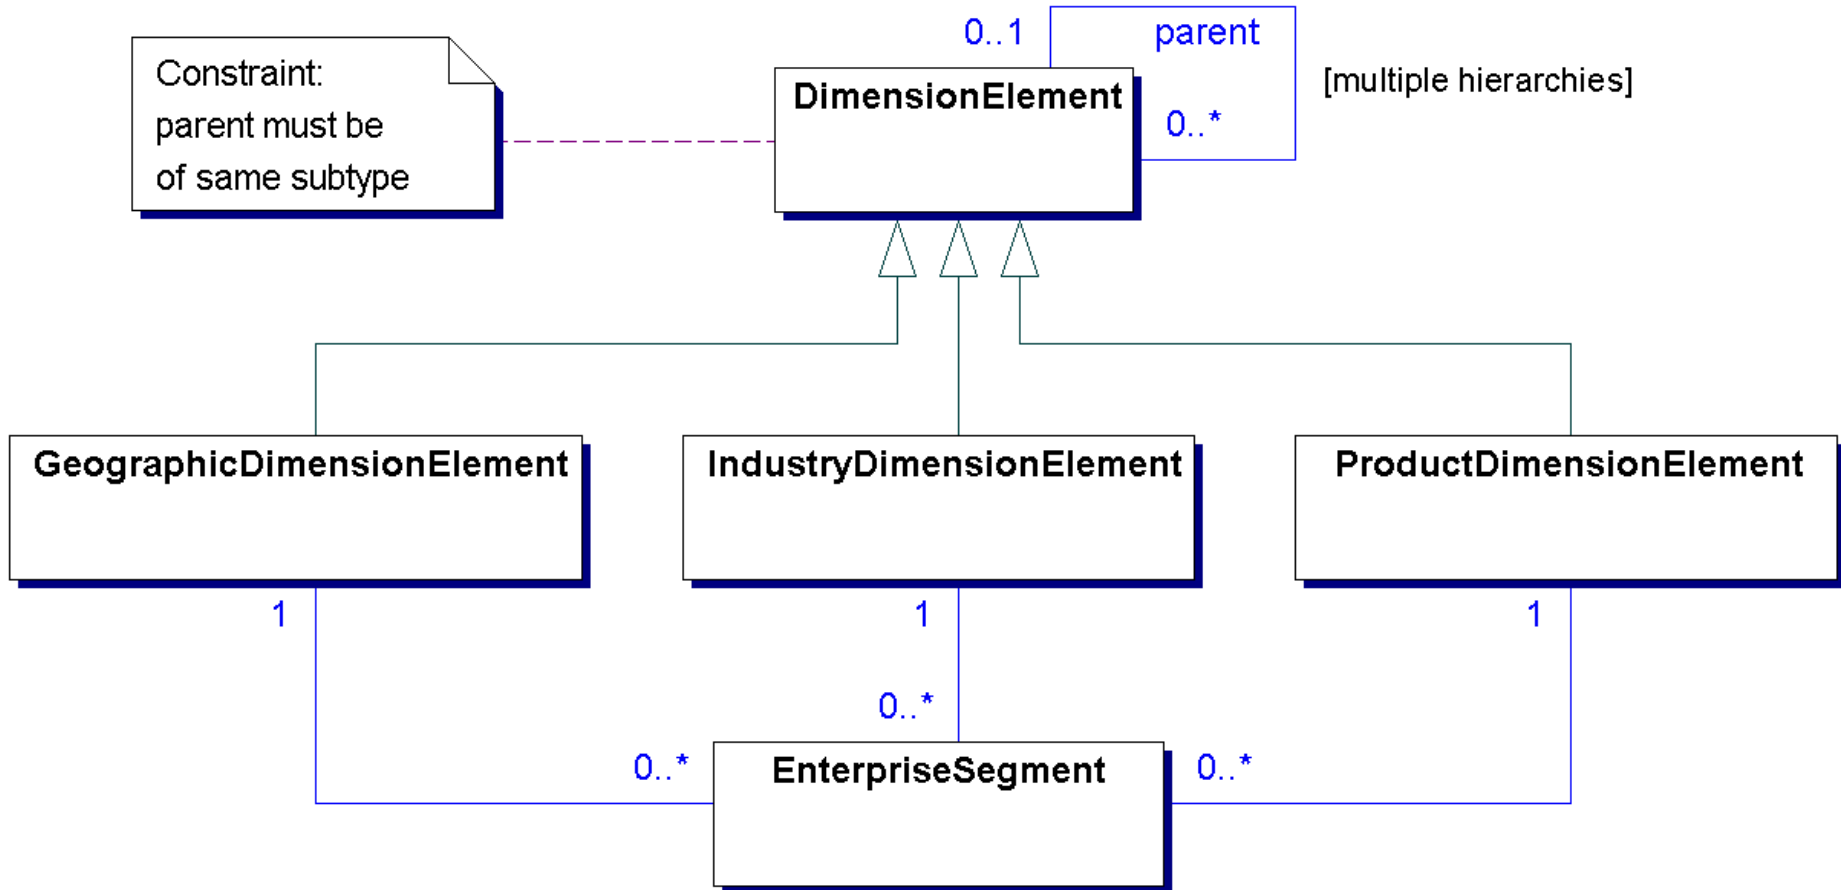 0..1
parent
Constraint:
parent must be
of same subtype
DimensionElement
[multiple hierarchies]
0..*
GeographicDimensionElement
IndustryDimensionElement
ProductDimensionElement
1
1
1
0..*
0..*
0..*
EnterpriseSegment